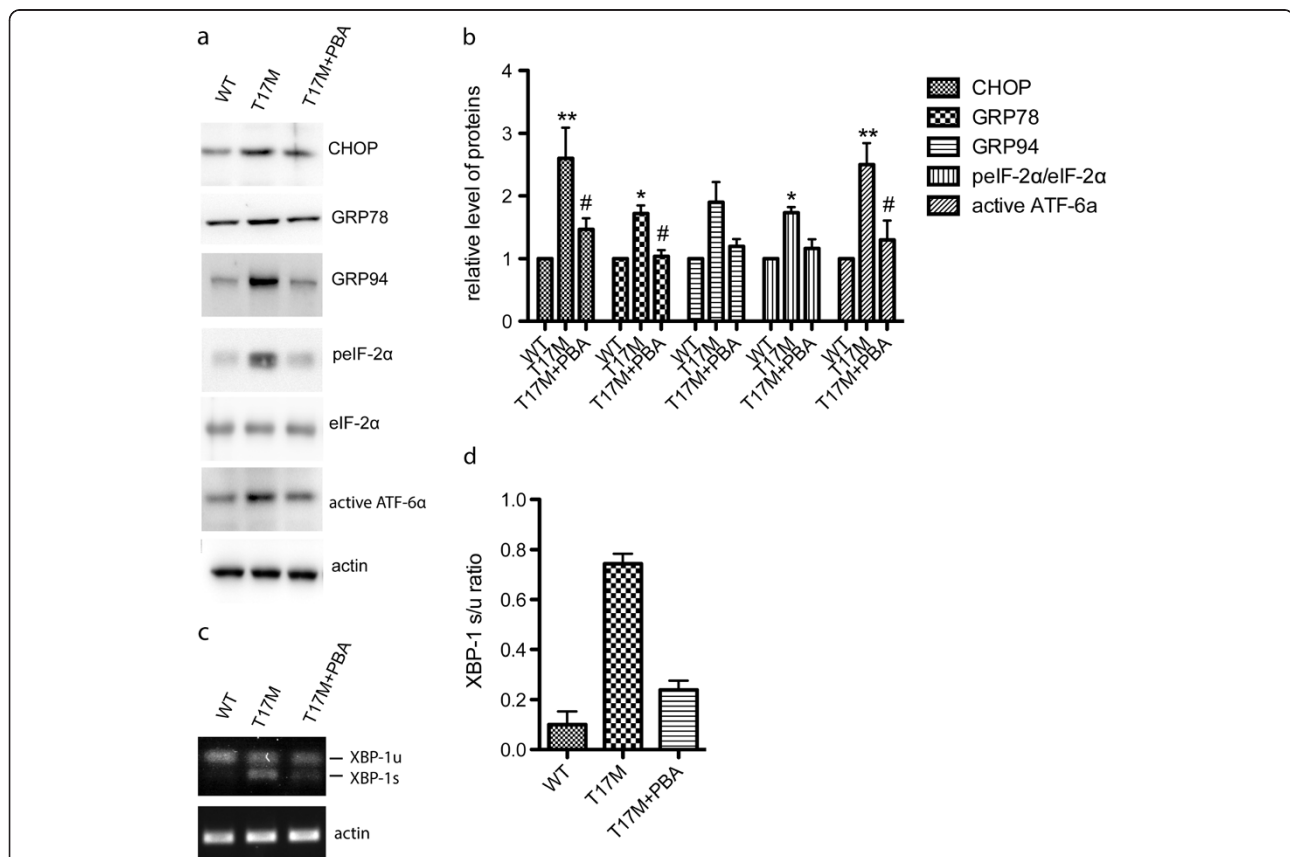 a
WT
T17M
T17M+PBA
CHOP
GRP78
GRP94
peIF-2α
eIF-2α
active ATF-6α
actin
b
relative level of proteins
4
3
2
1
0
**
#
*
#
*
**
#
WT
T17M
T17M+PBA
WT
T17M
T17M+PBA
WT
T17M
T17M+PBA
WT
T17M
T17M+PBA
WT
T17M
T17M+PBA
CHOP
GRP78
GRP94
peIF-2α/eIF-2α
active ATF-6a
c
WT
T17M
T17M+PBA
XBP-1u
XBP-1s
actin
d
XBP-1 s/u ratio
1.0
0.8
0.6
0.4
0.2
0.0
WT
T17M
T17M+PBA